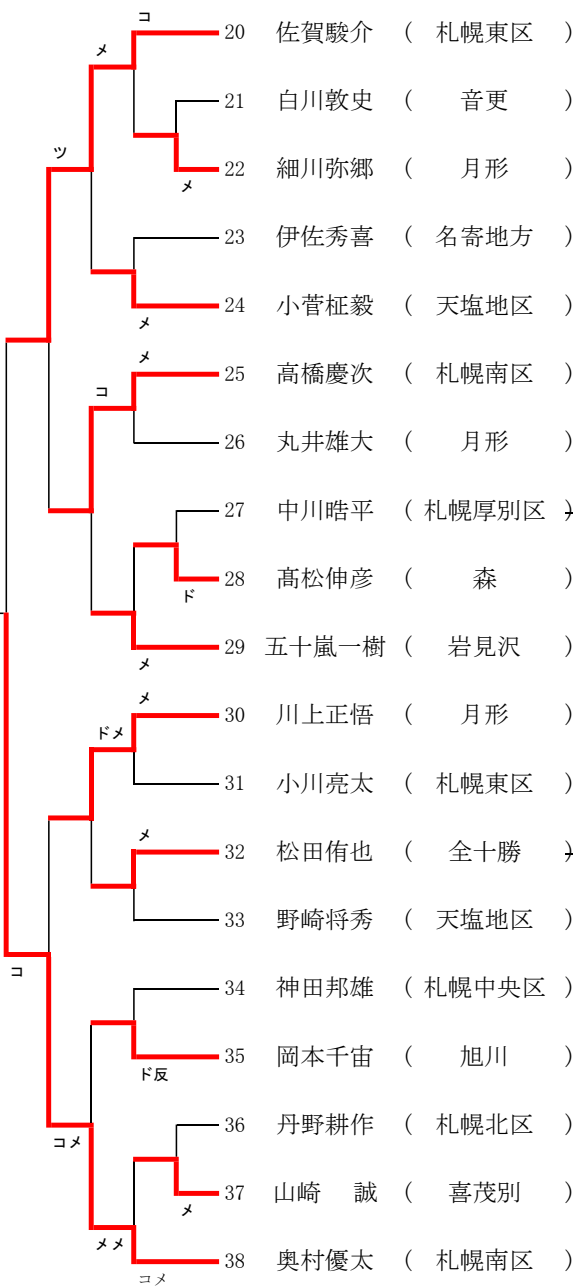 コ
20 佐賀駿介 ( 札幌東区 )
メ
21 白川敦史 ( 音更 )
ツ
22 細川弥郷 ( 月形 )
メ
23 伊佐秀喜 ( 名寄地方 )
24 小菅柾毅 ( 天塩地区 )
メ
メ
25 高橋慶次 ( 札幌南区 )
コ
26 丸井雄大 ( 月形 )
27 中川晧平 ( 札幌厚別区 )
28 髙松伸彦 ( 森 )
ド
29 五十嵐一樹 ( 岩見沢 )
メ
メ
30 川上正悟 ( 月形 )
ドメ
31 小川亮太 ( 札幌東区 )
メ
32 松田侑也 ( 全十勝 )
33 野崎将秀 ( 天塩地区 )
コ
34 神田邦雄 ( 札幌中央区 )
35 岡本千宙 ( 旭川 )
ド反
36 丹野耕作 ( 札幌北区 )
コメ
37 山崎 誠 ( 喜茂別 )
メ
メメ
38 奥村優太 ( 札幌南区 )
コメ